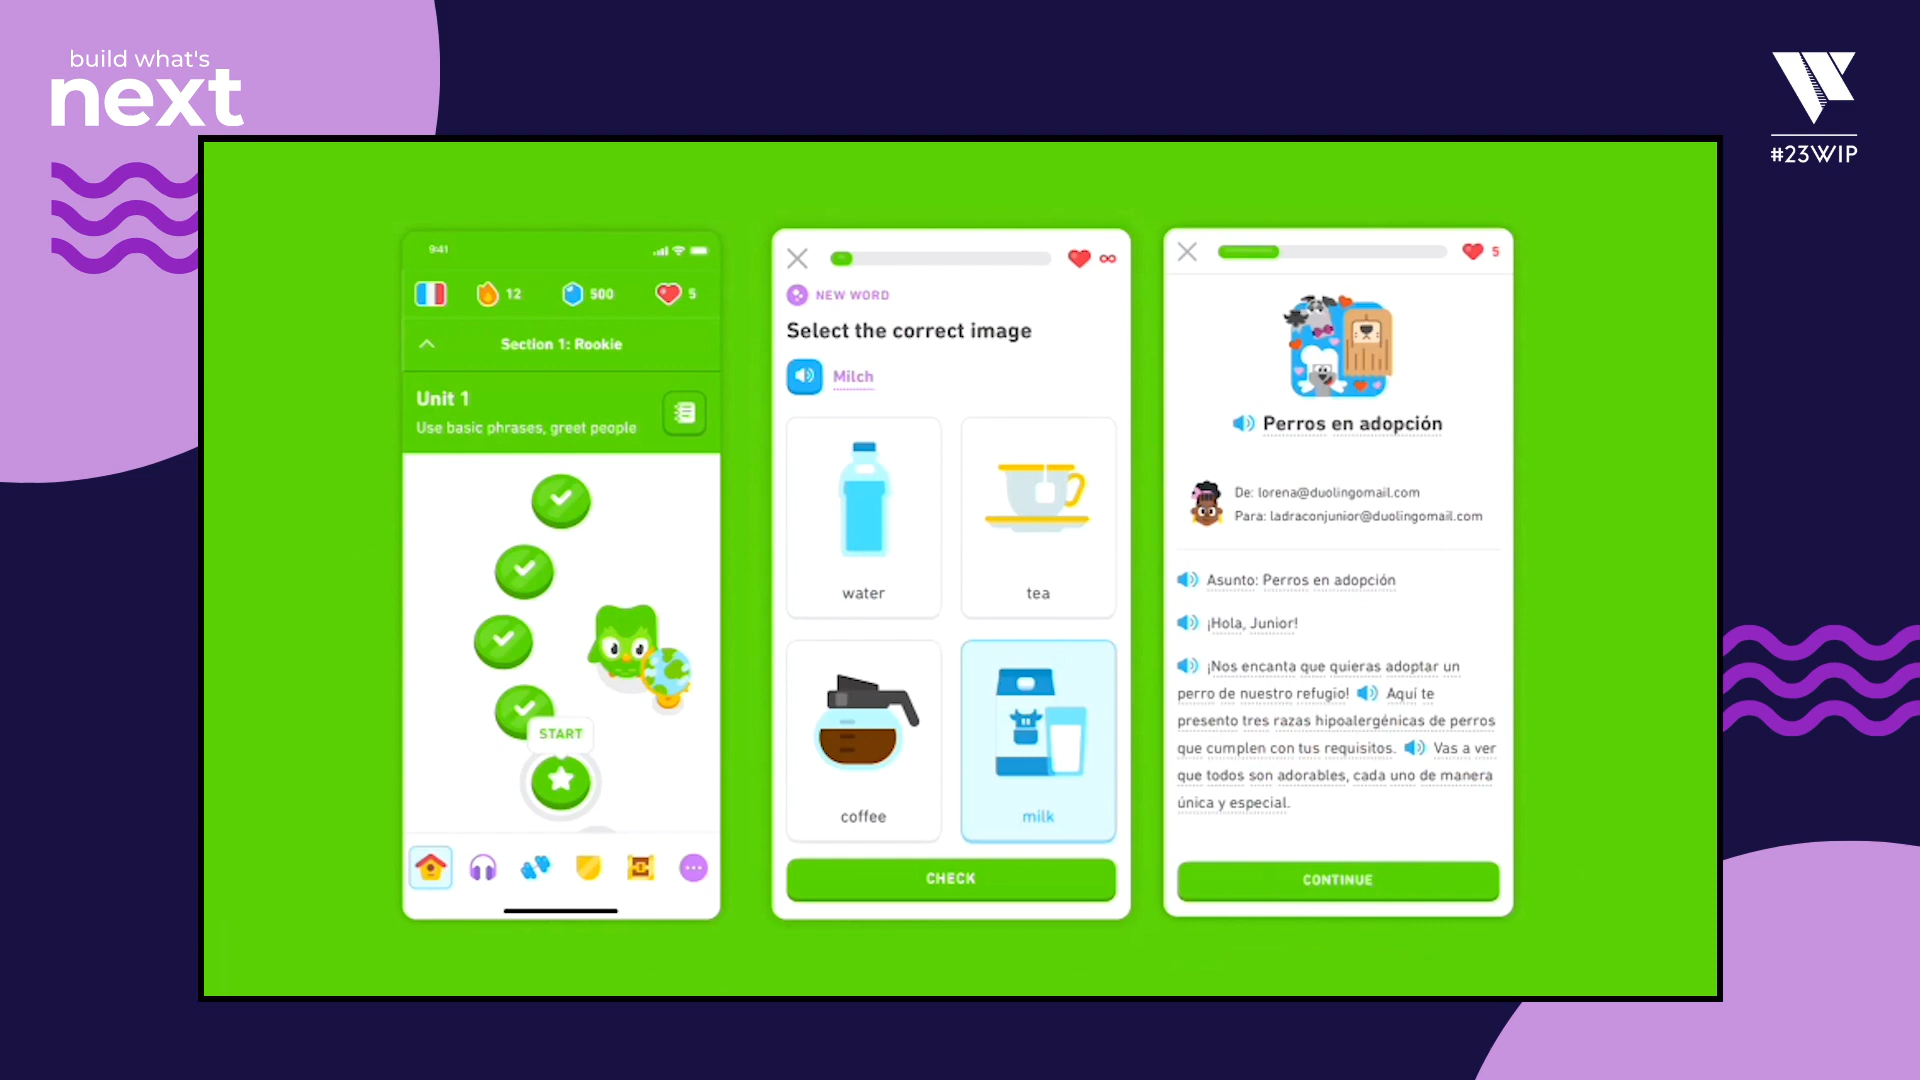 build what's
next
#23WIP
9:41
12
500
5
Section 1: Rookie
Unit 1
Use basic phrases, greet people
START
∞
NEW WORD
Select the correct image
Milch
water
tea
coffee
milk
CHECK
5
Perros en adopción
De: lorena@duolingomail.com
Para: ladraconjunior@duolingomail.com
Asunto: Perros en adopción
¡Hola, Junior!
¡Nos encanta que quieras adoptar un
perro de nuestro refugio! Aquí te
presento tres razas hipoalergénicas de perros
que cumplen con tus requisitos. Vas a ver
que todos son adorables, cada uno de manera
única y especial.
CONTINUE